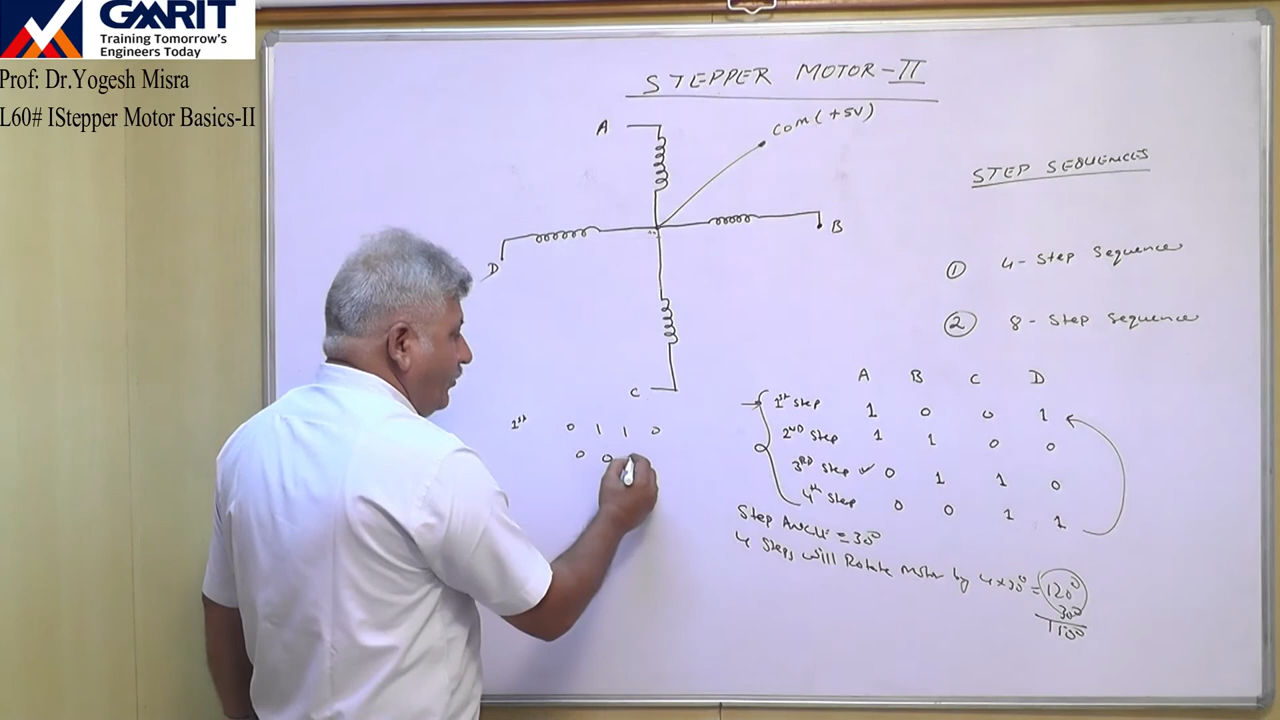 GMRIT
Training Tomorrow's
Engineers Today
Prof: Dr.Yogesh Misra
L60# IStepper Motor Basics-II
STEPPER MOTOR-II
A
COM(+5V)
B
D
C
STEP SEQUENCES
1 4-Step Sequence
2 8-Step Sequence
A B C D
1st Step 1 0 0 1
2ND Step 1 1 0 0
3RD Step ✓ 0 1 1 0
4th Step 0 0 1 1
1st 0 1 1 0
0 0
Step Angle = 30°
4 Steps will Rotate motor by 4x30° = 120°
30°